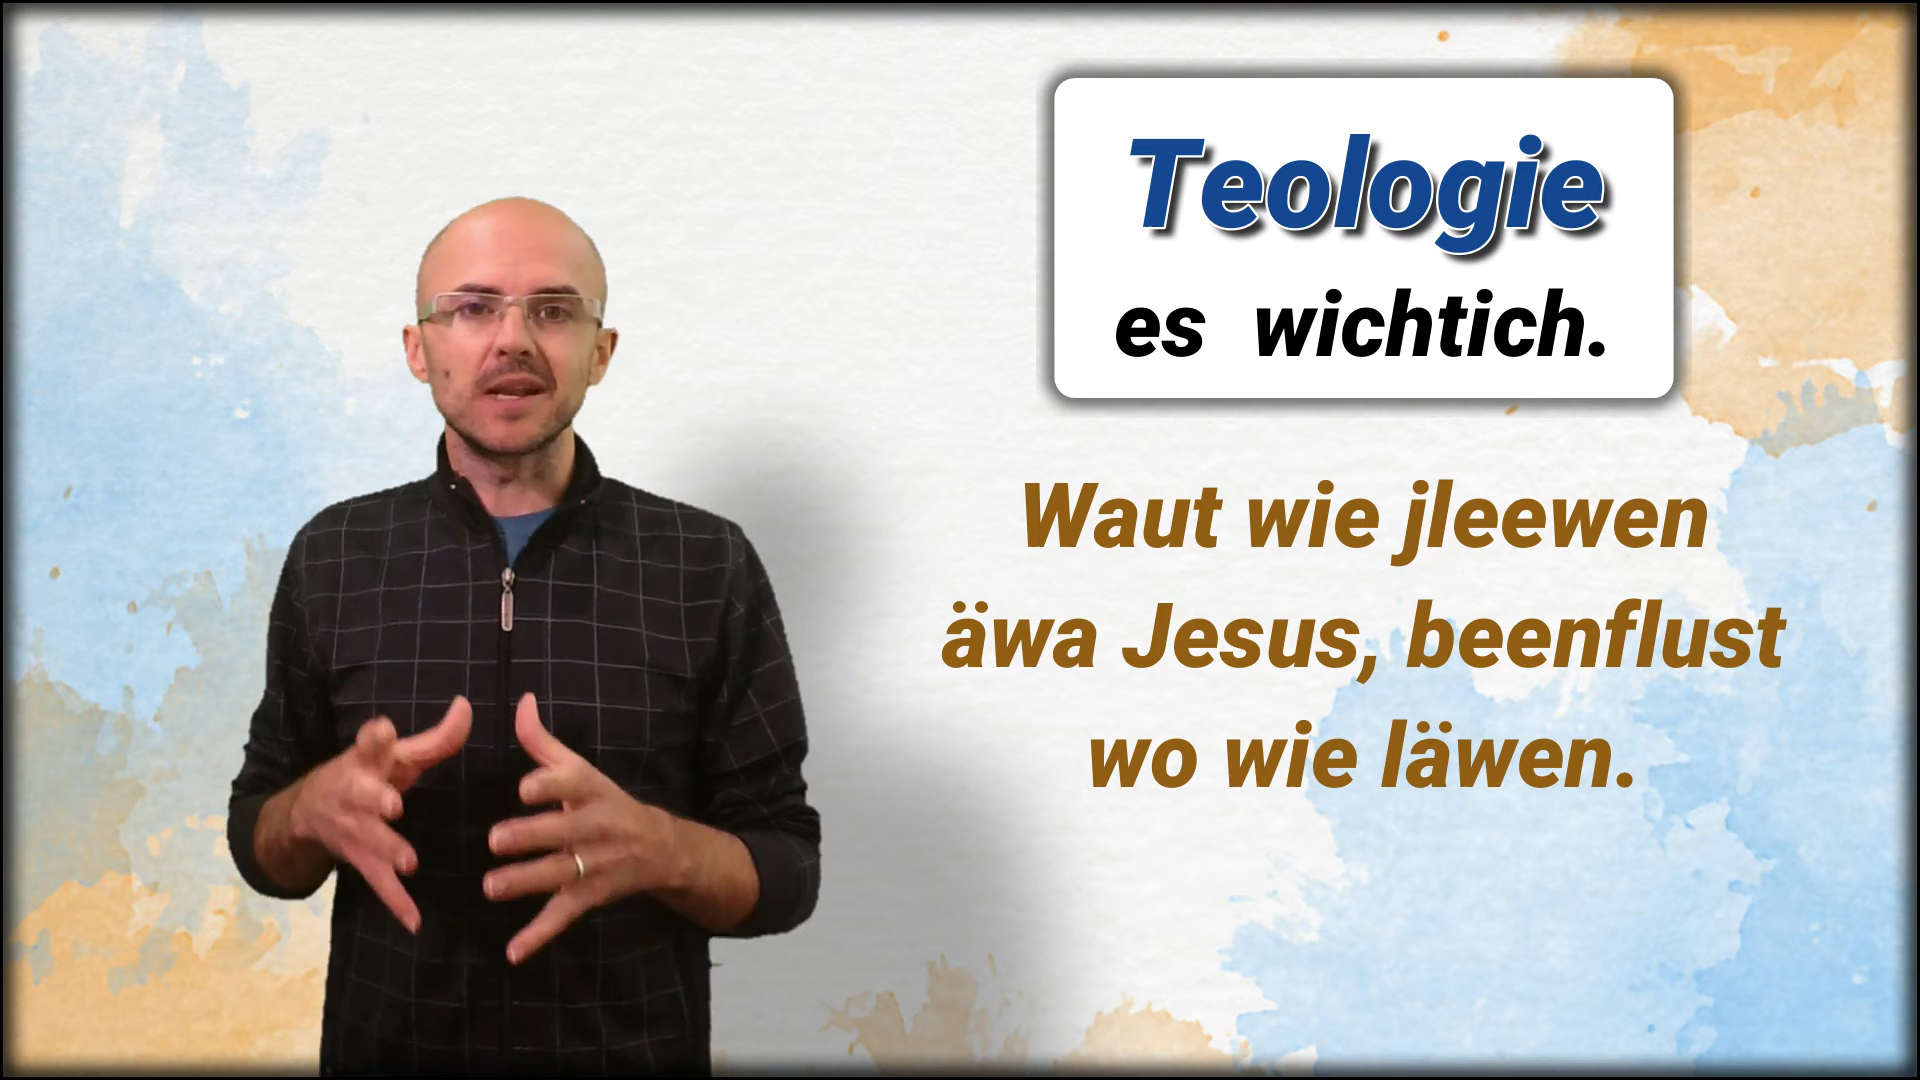 Teologie
es wichtich.
Waut wie jleewen
äwa Jesus, beenflust
wo wie läwen.